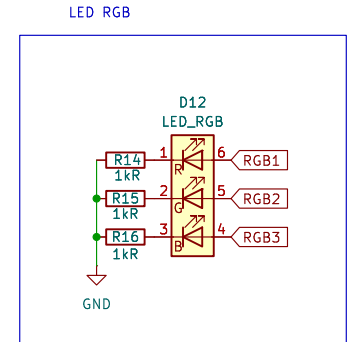 LED RGB
D12
LED_RGB
R14 1 R 6 RGB1
1kR
R15 2 G 5 RGB2
1kR
R16 3 B 4 RGB3
1kR
GND